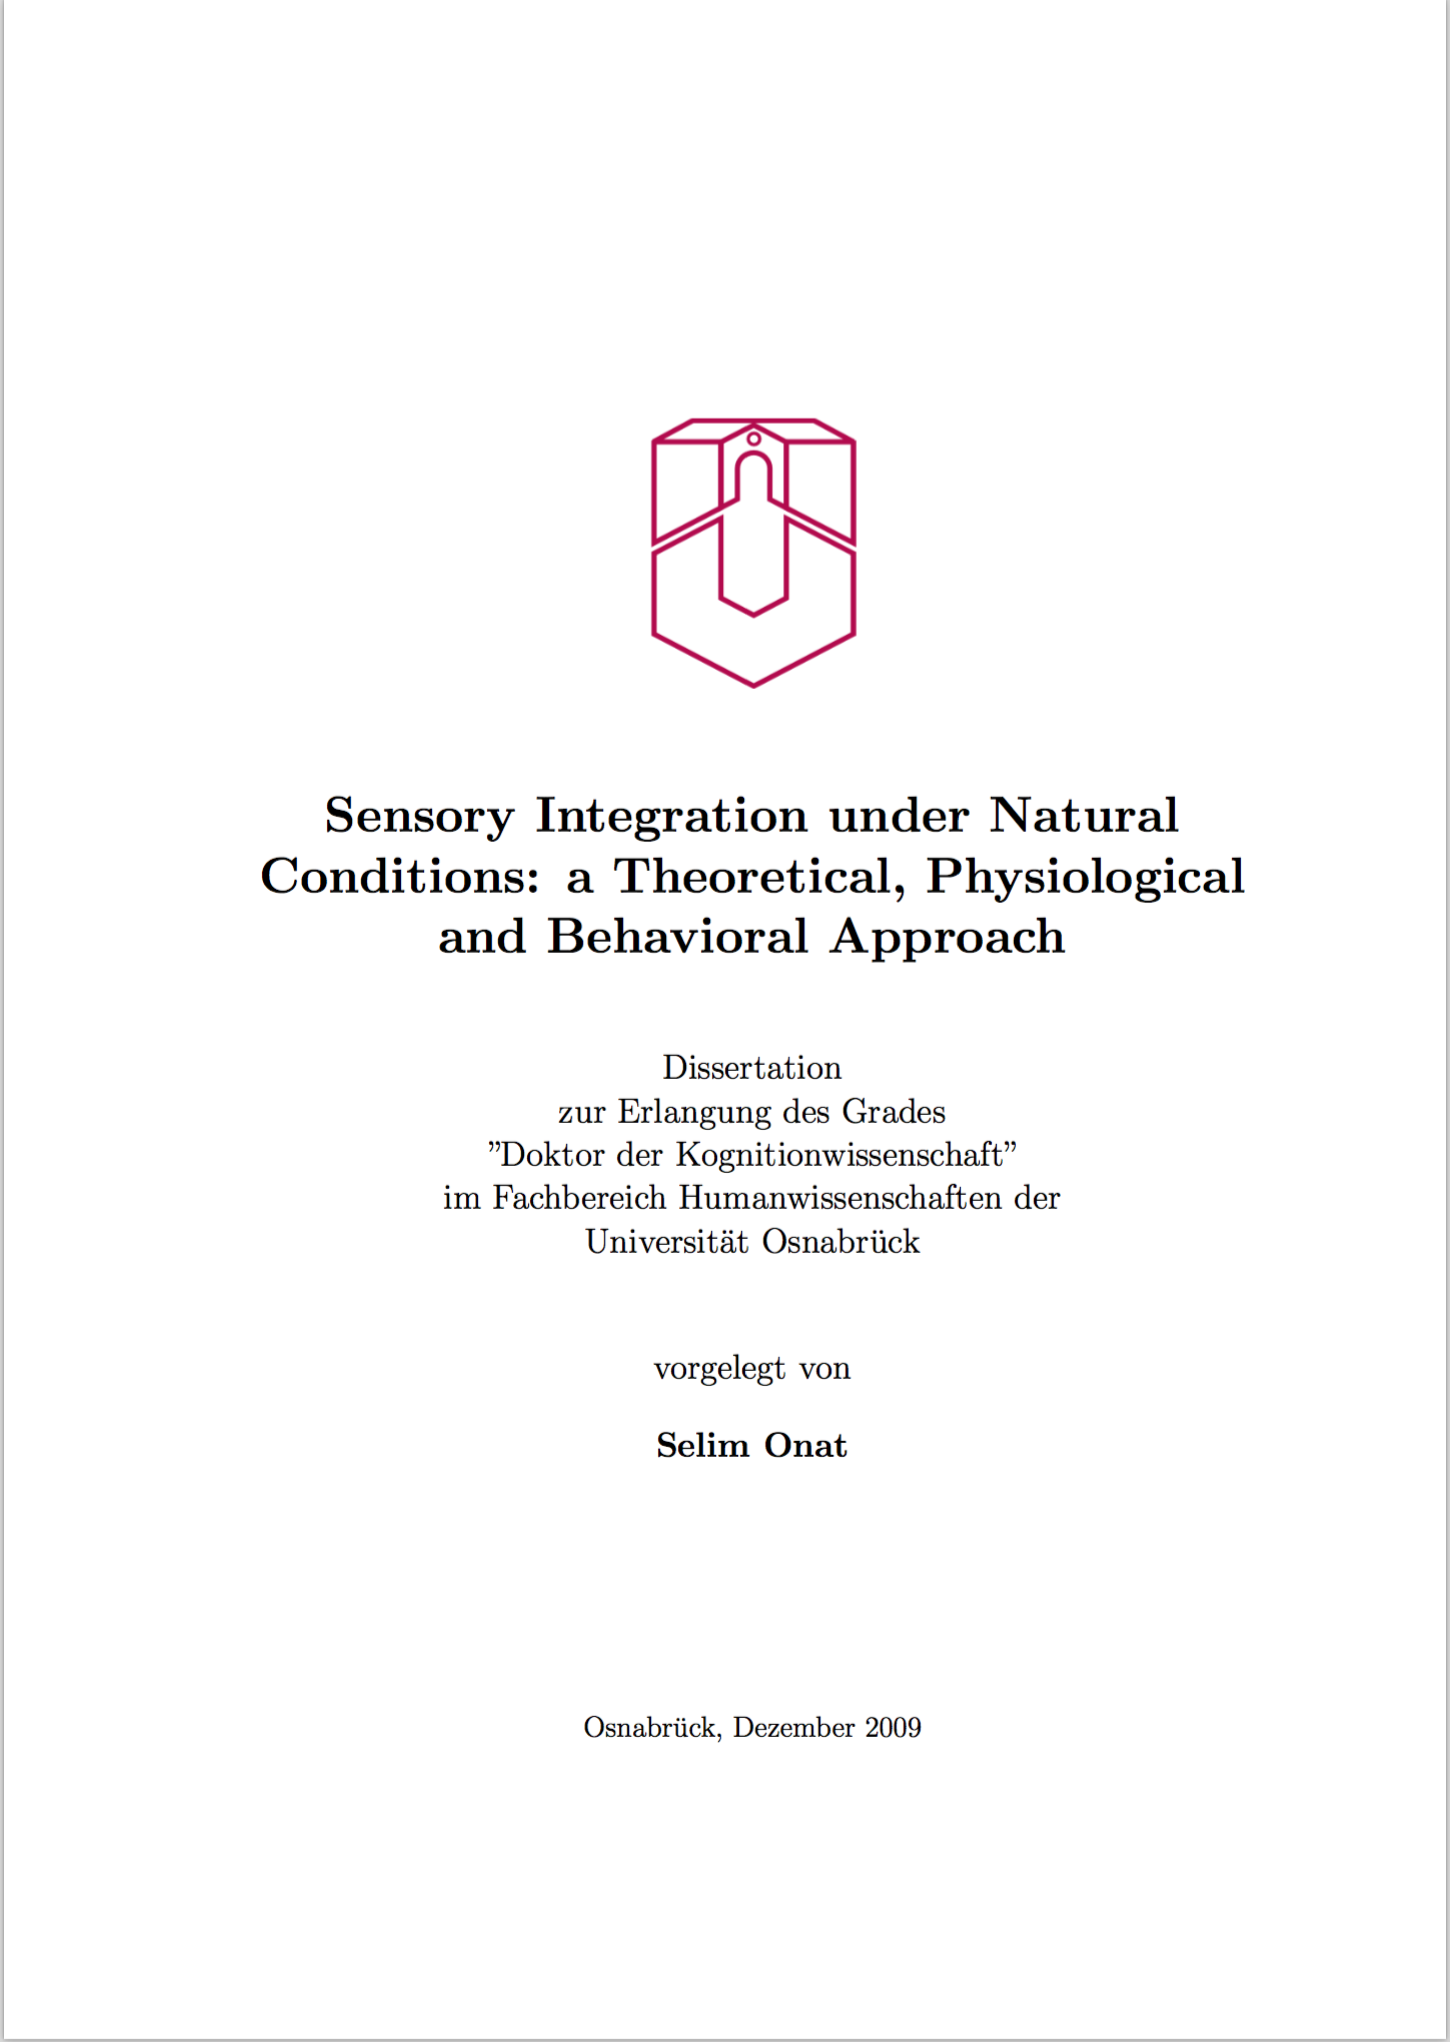 Sensory Integration under Natural
Conditions: a Theoretical, Physiological
and Behavioral Approach
Dissertation
zur Erlangung des Grades
”Doktor der Kognitionwissenschaft”
im Fachbereich Humanwissenschaften der
Universität Osnabrück
vorgelegt von
Selim Onat
Osnabrück, Dezember 2009